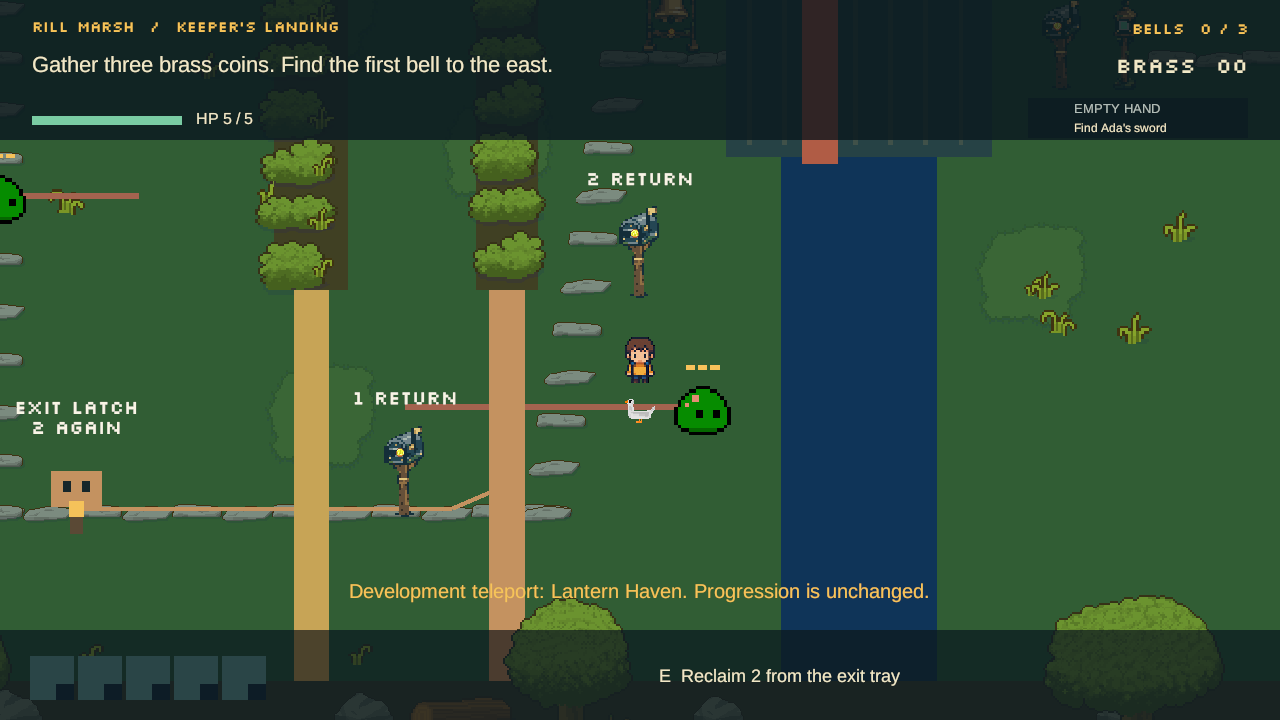 RILL MARSH / KEEPER'S LANDING
BELLS 0 / 3
Gather three brass coins. Find the first bell to the east.
BRASS 00
HP 5 / 5
EMPTY HAND
Find Ada's sword
2 RETURN
1 RETURN
EXIT LATCH
2 AGAIN
Development teleport: Lantern Haven. Progression is unchanged.
E Reclaim 2 from the exit tray